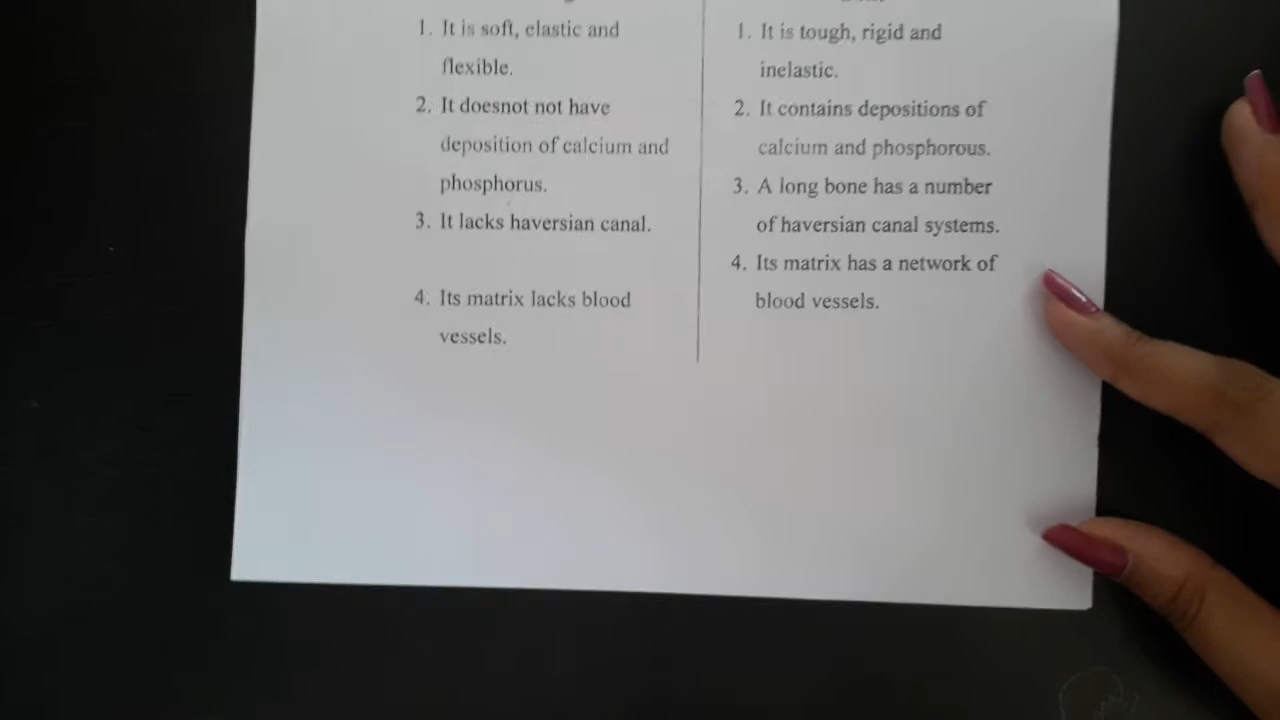 1. It is soft, elastic and
flexible.
2. It doesnot not have
deposition of calcium and
phosphorus.
3. It lacks haversian canal.
4. Its matrix lacks blood
vessels.
1. It is tough, rigid and
inelastic.
2. It contains depositions of
calcium and phosphorous.
3. A long bone has a number
of haversian canal systems.
4. Its matrix has a network of
blood vessels.